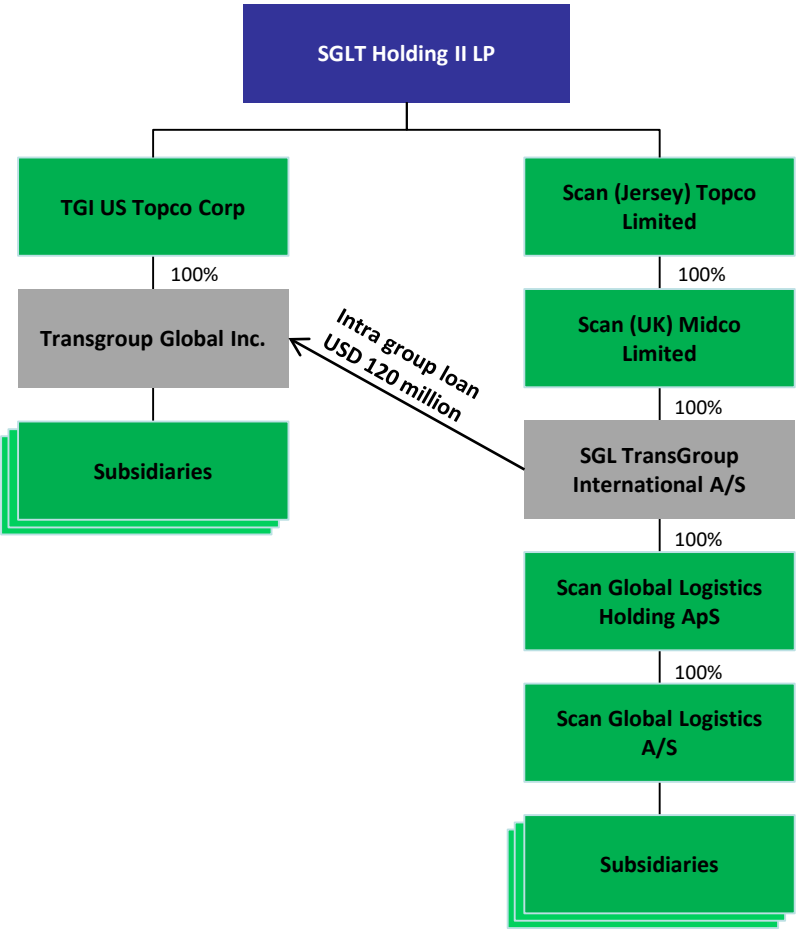 SGLT Holding II LP
TGI US Topco Corp
Scan (Jersey) Topco
Limited
100%
100%
Transgroup Global Inc.
Intra group loan
USD 120 million
Scan (UK) Midco
Limited
100%
Subsidiaries
SGL TransGroup
International A/S
100%
Scan Global Logistics
Holding ApS
100%
Scan Global Logistics
A/S
Subsidiaries